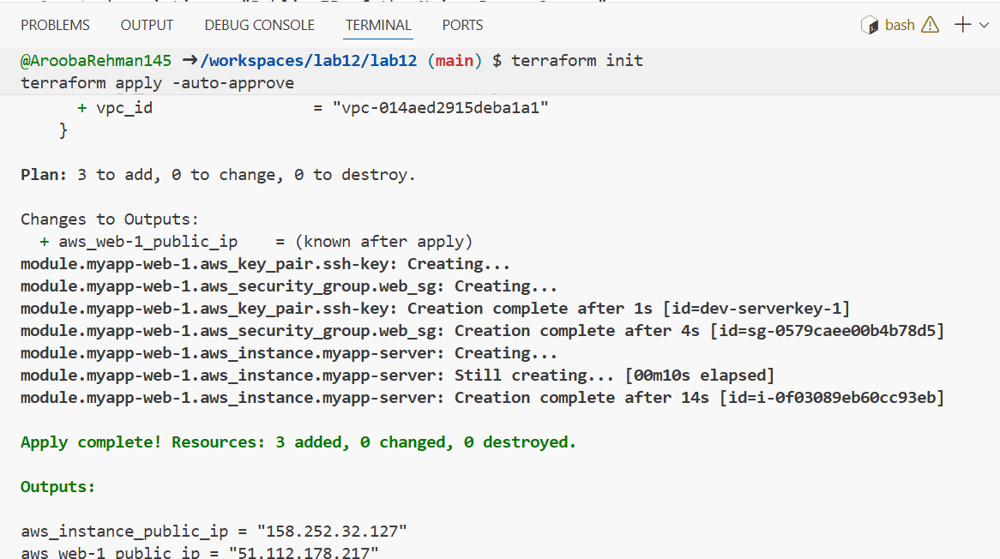 PROBLEMS OUTPUT DEBUG CONSOLE TERMINAL PORTS bash
@AroobaRehman145 →/workspaces/lab12/lab12 (main) $ terraform init
terraform apply -auto-approve
+ vpc_id = "vpc-014aed2915deba1a1"
}
Plan: 3 to add, 0 to change, 0 to destroy.
Changes to Outputs:
+ aws_web-1_public_ip = (known after apply)
module.myapp-web-1.aws_key_pair.ssh-key: Creating...
module.myapp-web-1.aws_security_group.web_sg: Creating...
module.myapp-web-1.aws_key_pair.ssh-key: Creation complete after 1s [id=dev-serverkey-1]
module.myapp-web-1.aws_security_group.web_sg: Creation complete after 4s [id=sg-0579caee00b4b78d5]
module.myapp-web-1.aws_instance.myapp-server: Creating...
module.myapp-web-1.aws_instance.myapp-server: Still creating... [00m10s elapsed]
module.myapp-web-1.aws_instance.myapp-server: Creation complete after 14s [id=i-0f03089eb60cc93eb]
Apply complete! Resources: 3 added, 0 changed, 0 destroyed.
Outputs:
aws_instance_public_ip = "158.252.32.127"
aws_web-1_public_ip = "51.112.178.217"